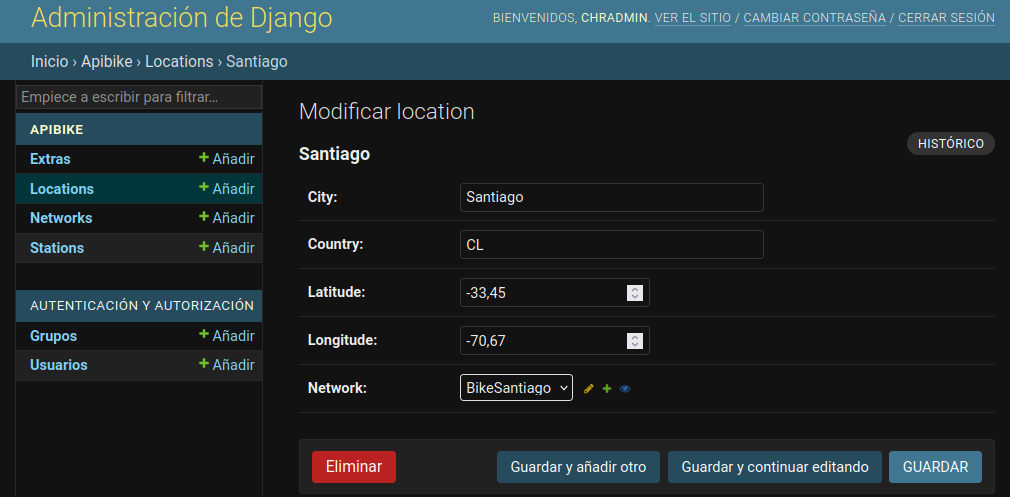 Administración de Django
BIENVENIDOS, CHRADMIN. VER EL SITIO / CAMBIAR CONTRASEÑA / CERRAR SESIÓN
Inicio › Apibike › Locations › Santiago
Empiece a escribir para filtrar...
APIBIKE
Extras + Añadir
Locations + Añadir
Networks + Añadir
Stations + Añadir
AUTENTICACIÓN Y AUTORIZACIÓN
Grupos + Añadir
Usuarios + Añadir
Modificar location
Santiago
HISTÓRICO
City: Santiago
Country: CL
Latitude: -33,45
Longitude: -70,67
Network: BikeSantiago
Eliminar Guardar y añadir otro Guardar y continuar editando GUARDAR